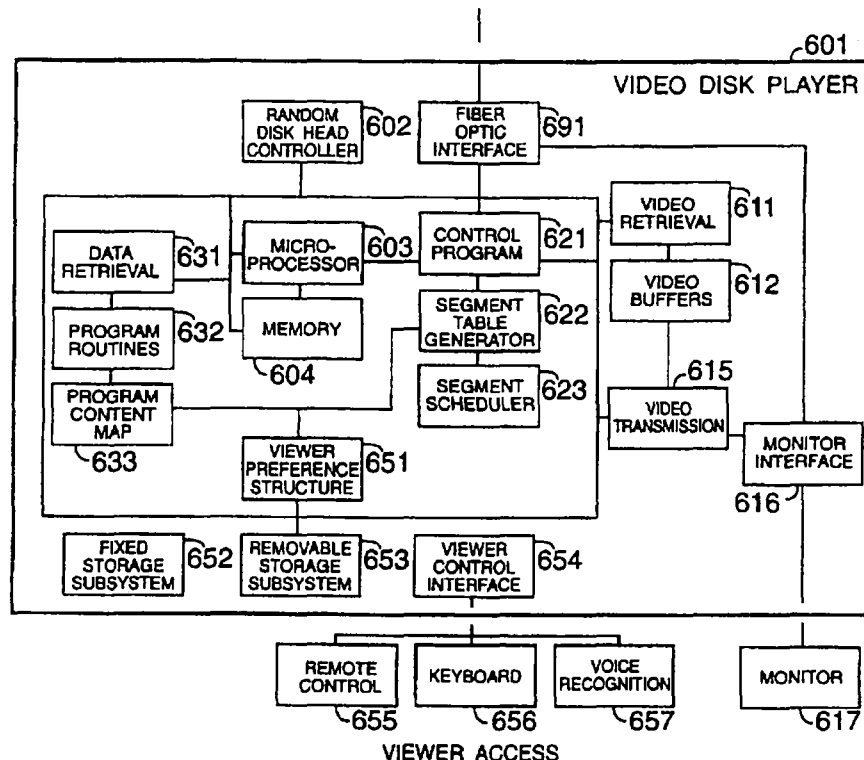 601
VIDEO DISK PLAYER
RANDOM
DISK HEAD
CONTROLLER
602
FIBER
OPTIC
INTERFACE
691
DATA
RETRIEVAL
631
MICRO-
PROCESSOR
603
CONTROL
PROGRAM
621
VIDEO
RETRIEVAL
611
PROGRAM
ROUTINES
632
MEMORY
604
SEGMENT
TABLE
GENERATOR
622
VIDEO
BUFFERS
612
PROGRAM
CONTENT
MAP
633
SEGMENT
SCHEDULER
623
615
VIDEO
TRANSMISSION
VIEWER
PREFERENCE
STRUCTURE
651
MONITOR
INTERFACE
616
FIXED
STORAGE
SUBSYSTEM
652
REMOVABLE
STORAGE
SUBSYSTEM
653
VIEWER
CONTROL
INTERFACE
654
REMOTE
CONTROL
655
KEYBOARD
656
VOICE
RECOGNITION
657
MONITOR
617
VIEWER ACCESS